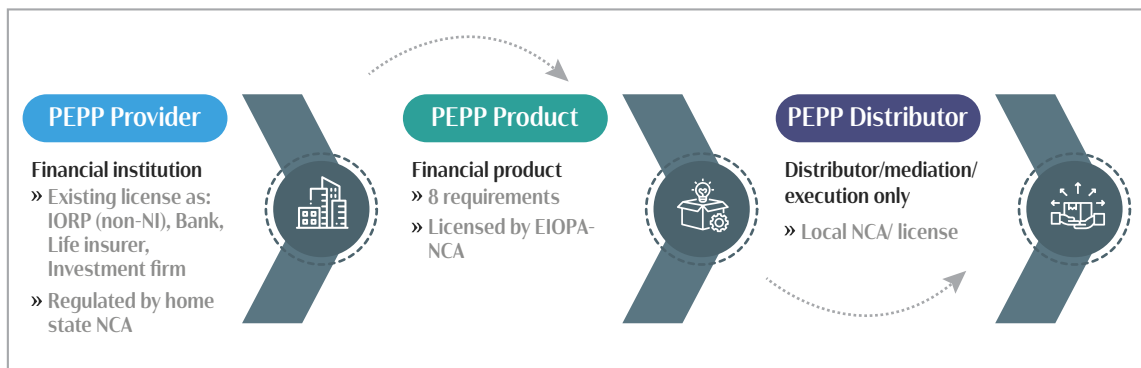 PEPP Provider
Financial institution
» Existing license as:
IORP (non-NI), Bank,
Life insurer,
Investment firm
» Regulated by home
state NCA
PEPP Product
Financial product
» 8 requirements
» Licensed by EIOPA-
NCA
PEPP Distributor
Distributor/mediation/
execution only
» Local NCA/ license